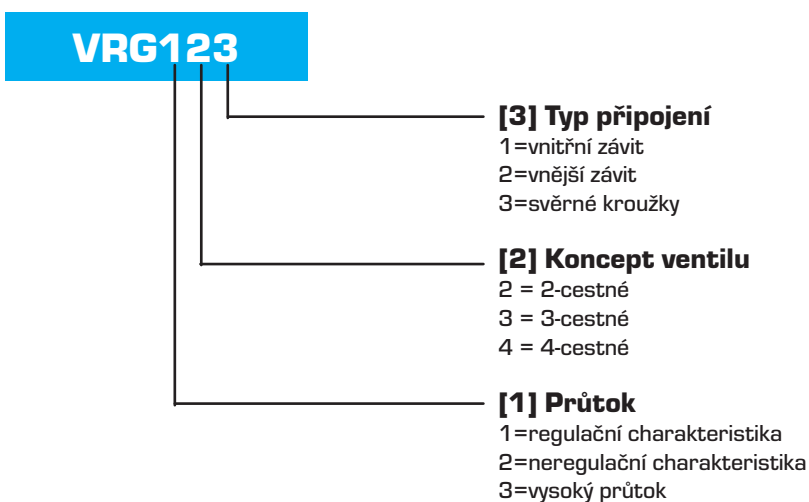 VRG123
[3] Typ připojení
1=vnitřní závit
2=vnější závit
3=svěrné kroužky
[2] Koncept ventilu
2 = 2-cestné
3 = 3-cestné
4 = 4-cestné
[1] Průtok
1=regulační charakteristika
2=neregulační charakteristika
3=vysoký průtok